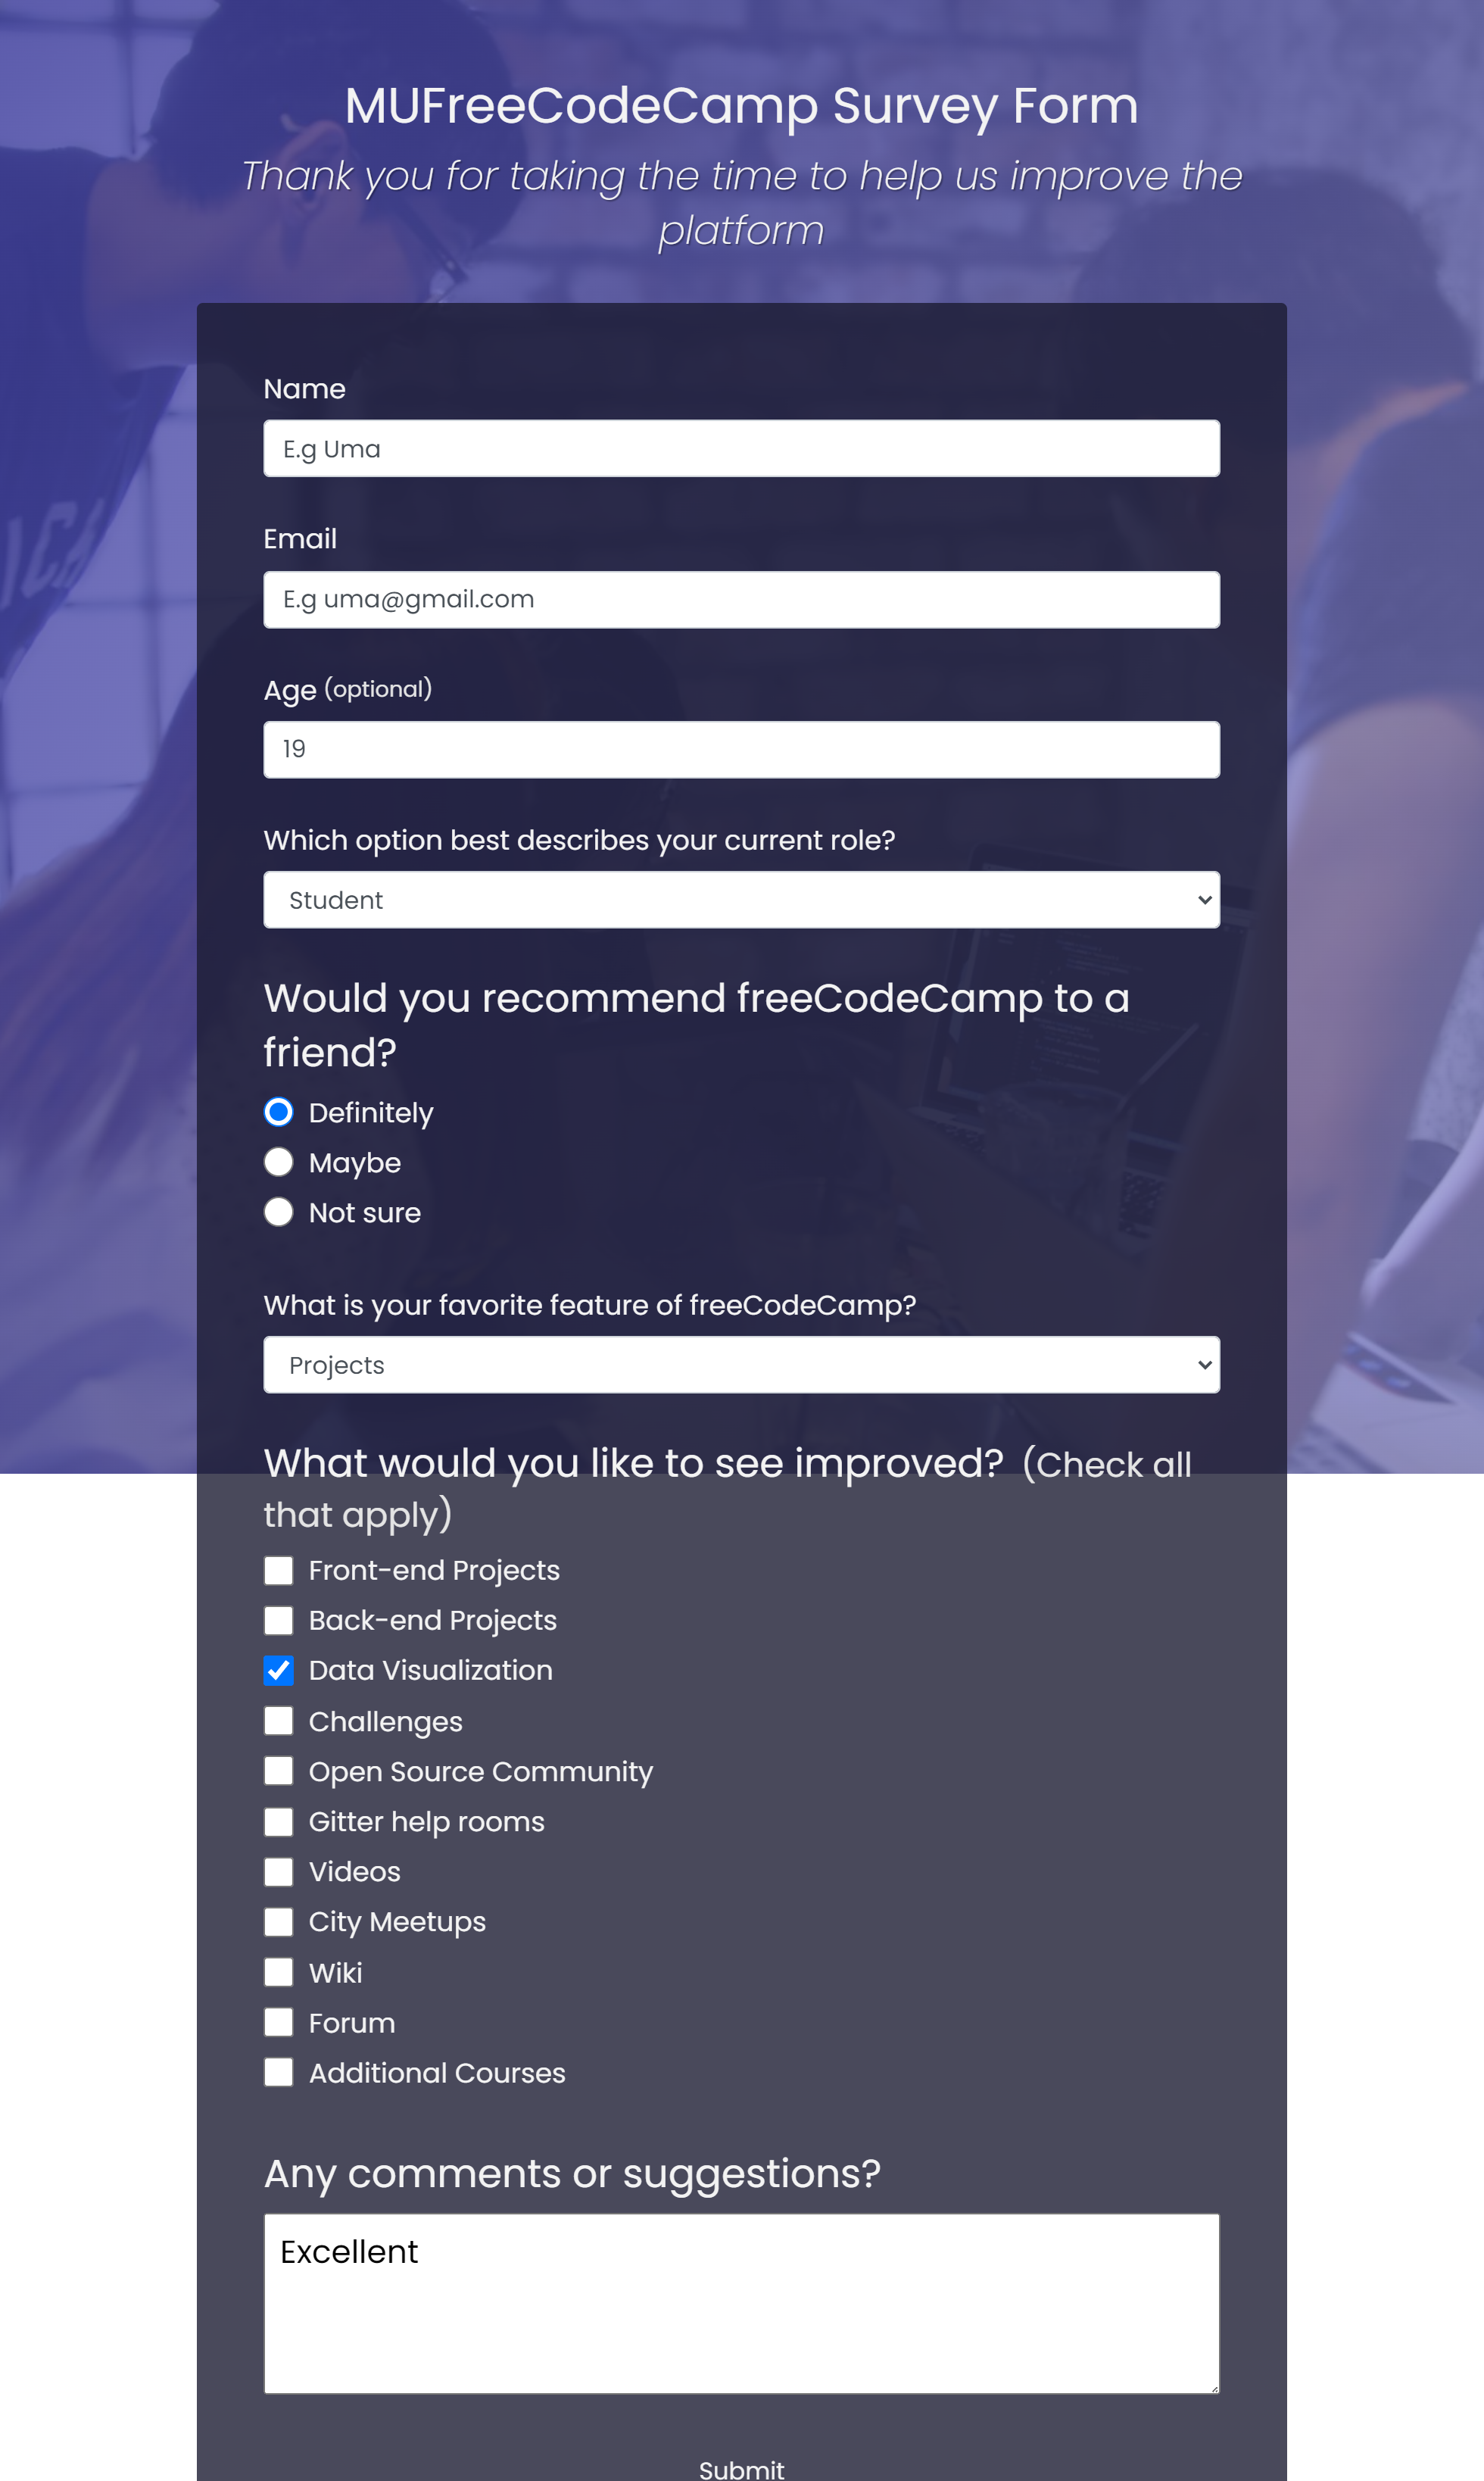 MUFreeCodeCamp Survey Form
Thank you for taking the time to help us improve the
platform
Name
E.g Uma
Email
E.g uma@gmail.com
Age (optional)
19
Which option best describes your current role?
Student
Would you recommend freeCodeCamp to a
friend?
Definitely
Maybe
Not sure
What is your favorite feature of freeCodeCamp?
Projects
What would you like to see improved? (Check all
that apply)
Front-end Projects
Back-end Projects
Data Visualization
Challenges
Open Source Community
Gitter help rooms
Videos
City Meetups
Wiki
Forum
Additional Courses
Any comments or suggestions?
Excellent
Submit